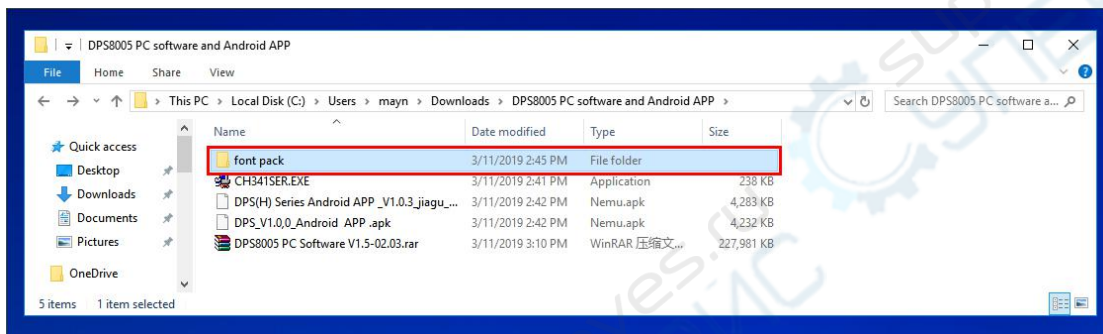 DPS8005 PC software and Android APP
File Home Share View
This PC > Local Disk (C:) > Users > mayn > Downloads > DPS8005 PC software and Android APP >
Search DPS8005 PC software a...
Name Date modified Type Size
Quick access
font pack 3/11/2019 2:45 PM File folder
Desktop
CH341SER.EXE 3/11/2019 2:41 PM Application 238 KB
Downloads
DPS(H) Series Android APP _V1.0.3_jiagu_... 3/11/2019 2:42 PM Nemu.apk 4,283 KB
Documents
DPS_V1.0,0_Android APP .apk 3/11/2019 2:42 PM Nemu.apk 4,232 KB
Pictures
DPS8005 PC Software V1.5-02.03.rar 3/11/2019 3:10 PM WinRAR 压缩文... 227,981 KB
OneDrive
5 items 1 item selected